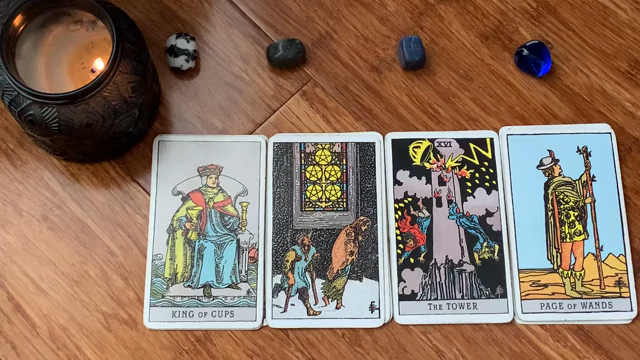 KING OF CUPS
XVI
THE TOWER
PAGE OF WANDS